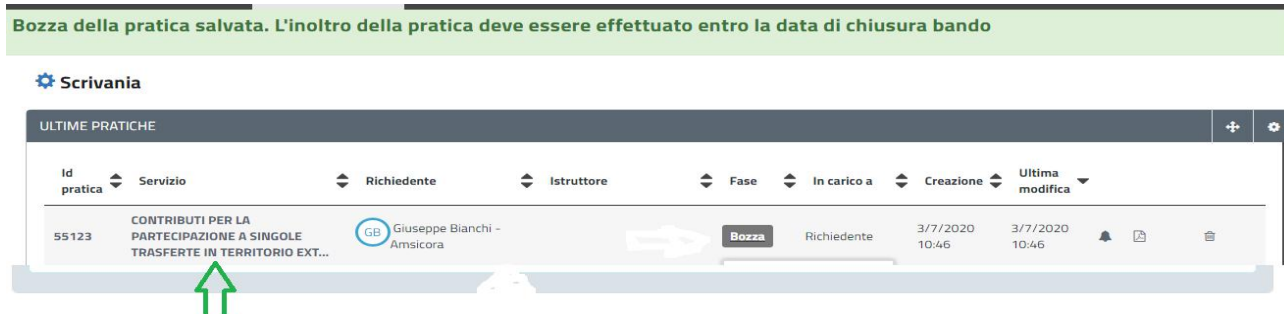 Bozza della pratica salvata. L'inoltro della pratica deve essere effettuato entro la data di chiusura bando
Scrivania
ULTIME PRATICHE
Id pratica Servizio Richiedente Istruttore Fase In carico a Creazione Ultima modifica
55123
CONTRIBUTI PER LA
PARTECIPAZIONE A SINGOLE
TRASFERTE IN TERRITORIO EXT...
GB
Giuseppe Bianchi -
Amsicora
Bozza
Richiedente
3/7/2020
10:46
3/7/2020
10:46